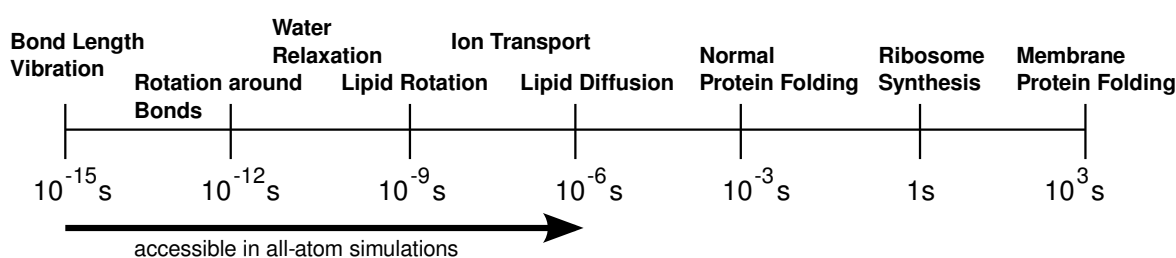 Bond Length
Vibration
Rotation around
Bonds
Water
Relaxation
Lipid Rotation
Ion Transport
Lipid Diffusion
Normal
Protein Folding
Ribosome
Synthesis
Membrane
Protein Folding
10⁻¹⁵s
10⁻¹²s
10⁻⁹s
10⁻⁶s
10⁻³s
1s
10³s
accessible in all-atom simulations